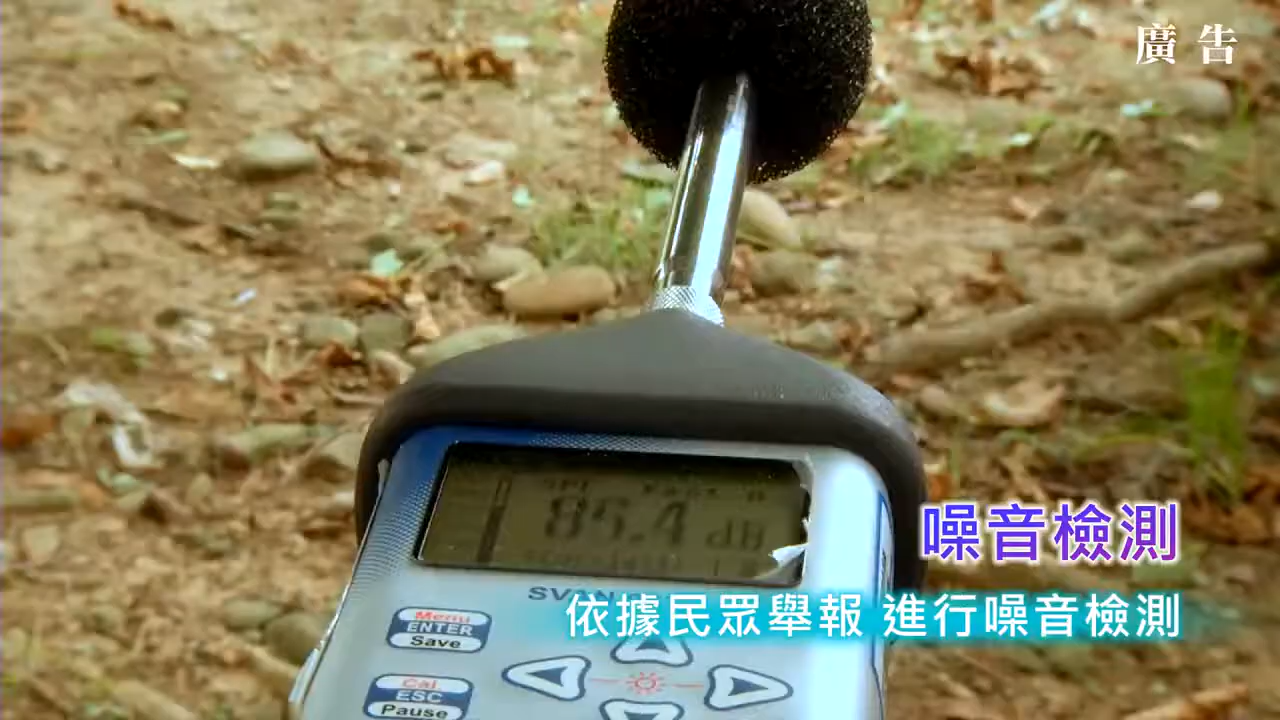 廣告
85.4 dB
噪音檢測
依據民眾舉報 進行噪音檢測
Menu
ENTER
Save
Cal.
ESC
Pause